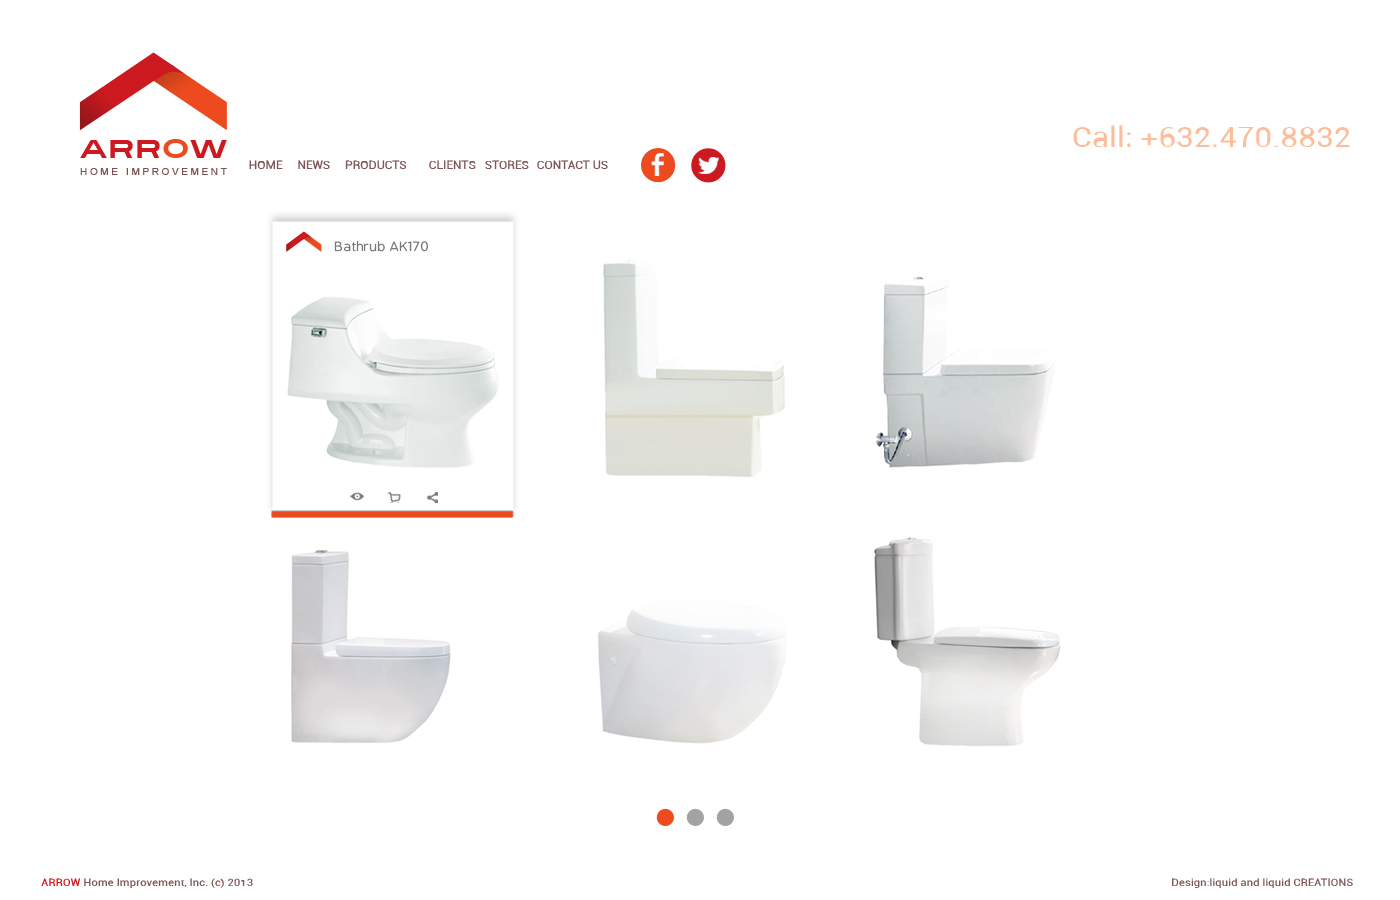 Call: +632.470.8832
ARROW
HOME IMPROVEMENT
HOME NEWS PRODUCTS CLIENTS STORES CONTACT US
Bathrub AK170
ARROW Home Improvement, Inc. (c) 2013
Design:liquid and liquid CREATIONS